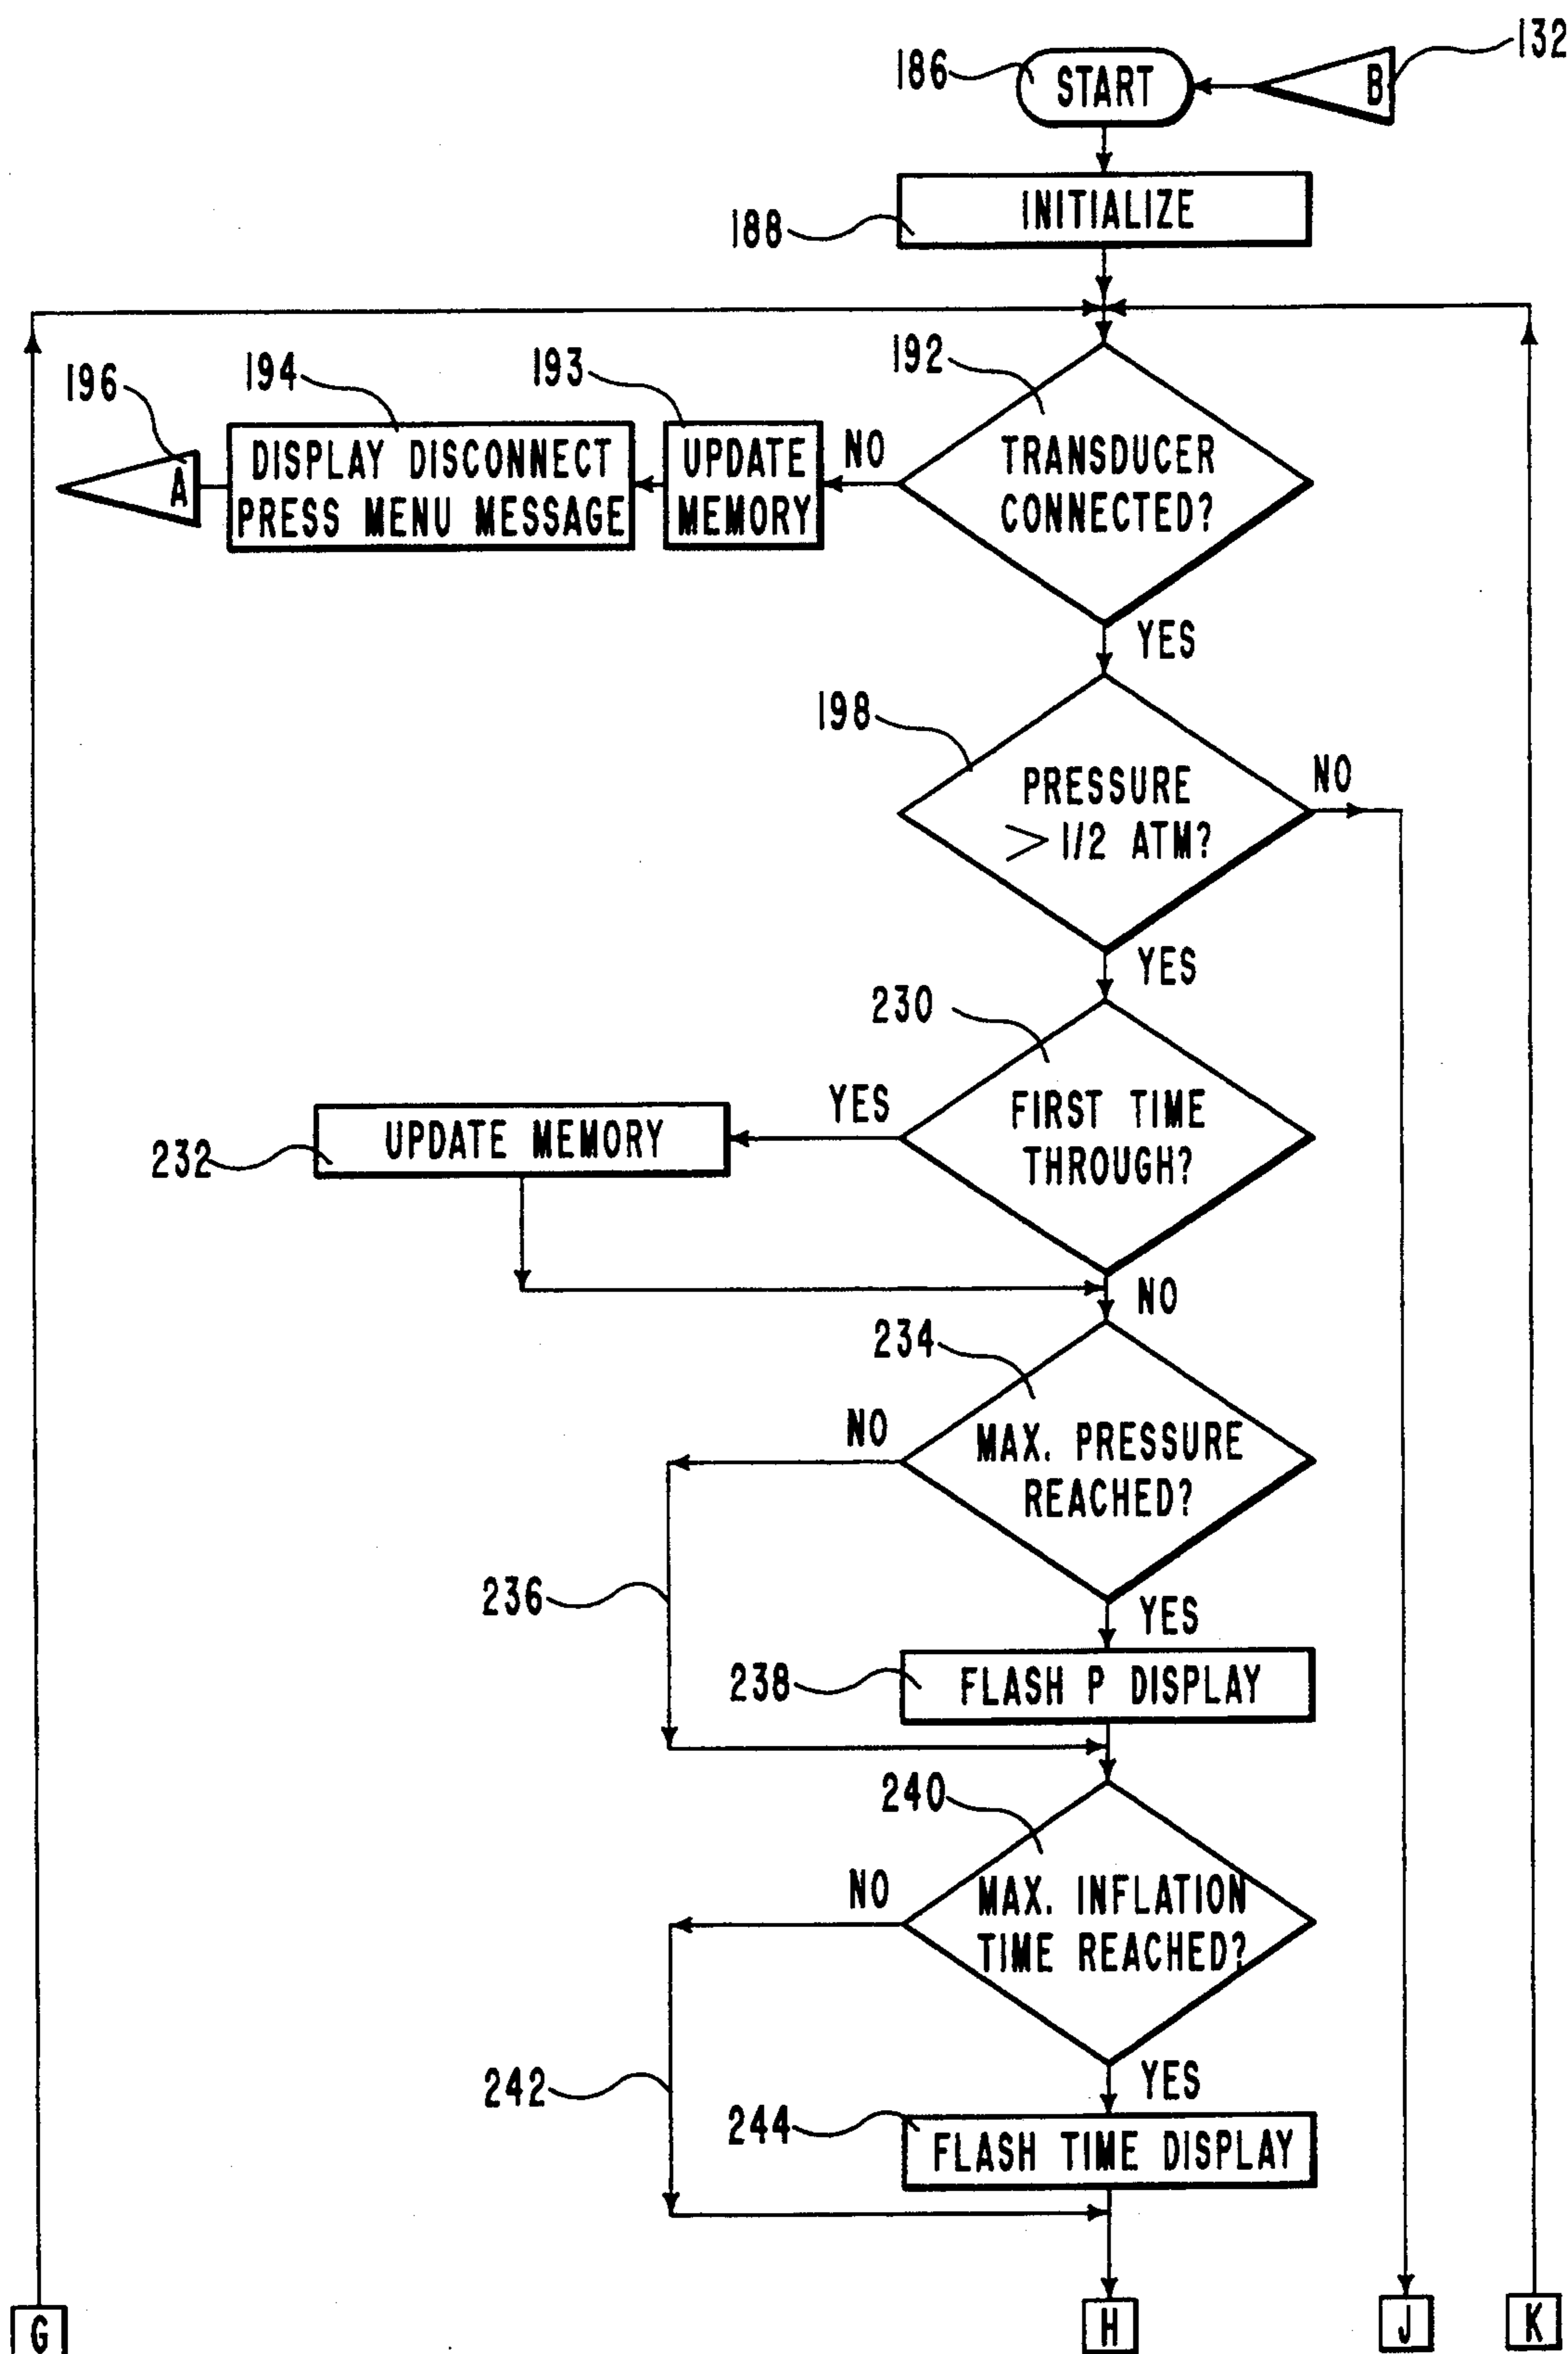 186
START
B
132
188
INITIALIZE
196
194
193
192
A
DISPLAY DISCONNECT
PRESS MENU MESSAGE
UPDATE
MEMORY
NO
TRANSDUCER
CONNECTED?
YES
198
PRESSURE
> 1/2 ATM?
NO
YES
230
FIRST TIME
THROUGH?
YES
232
UPDATE MEMORY
NO
234
MAX. PRESSURE
REACHED?
NO
236
YES
238
FLASH P DISPLAY
240
MAX. INFLATION
TIME REACHED?
NO
242
YES
244
FLASH TIME DISPLAY
G
H
J
K